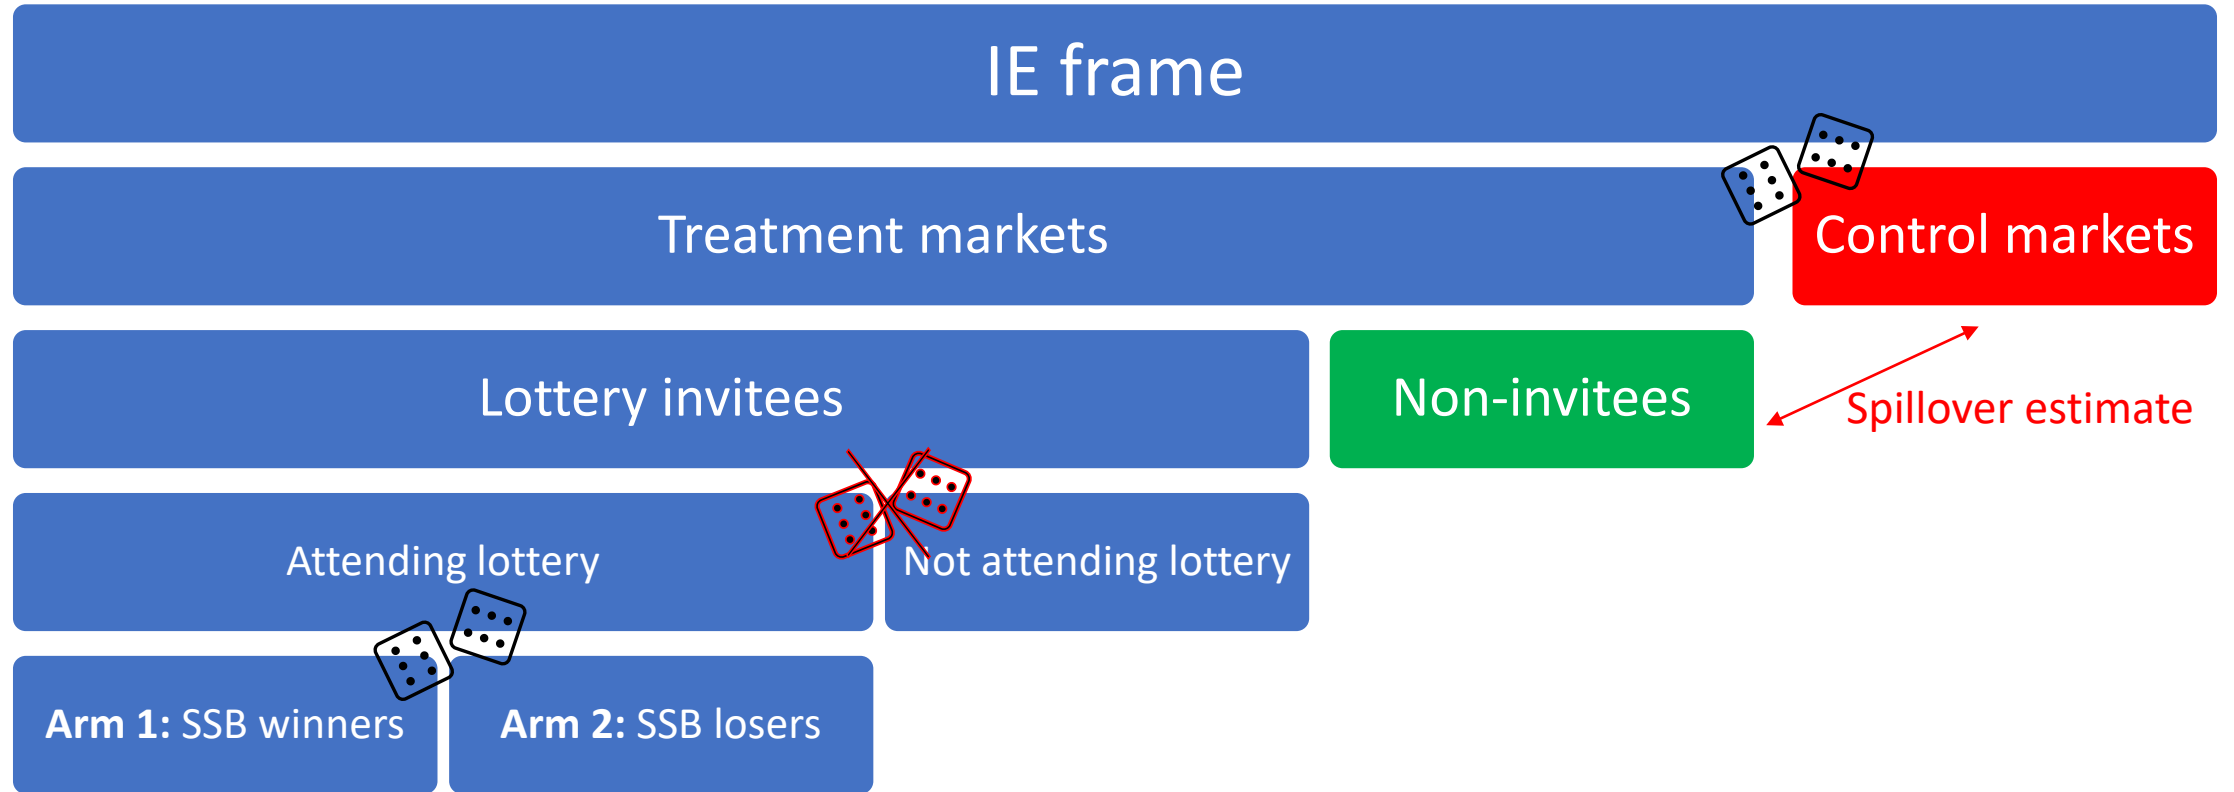 IE frame
Treatment markets
Control markets
Lottery invitees
Non-invitees
Spillover estimate
Attending lottery
Not attending lottery
Arm 1: SSB winners
Arm 2: SSB losers